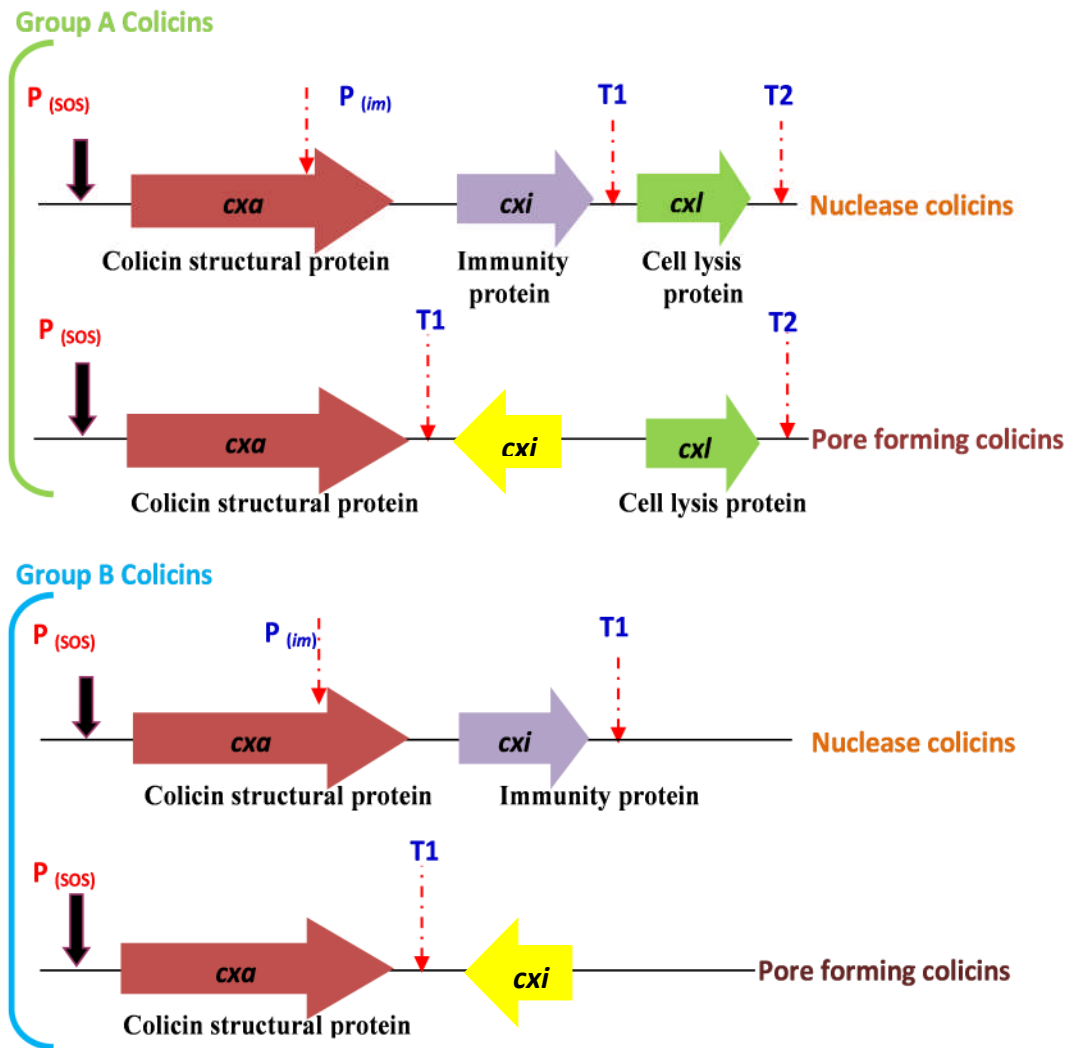 Group A Colicins
P (SOS)
P (im)
T1
T2
cxa
cxi
cxl
Nuclease colicins
Colicin structural protein
Immunity
protein
Cell lysis
protein
P (SOS)
T1
T2
cxa
cxi
cxl
Pore forming colicins
Colicin structural protein
Cell lysis protein
Group B Colicins
P (SOS)
P (im)
T1
cxa
cxi
Nuclease colicins
Colicin structural protein
Immunity protein
P (SOS)
T1
cxa
cxi
Pore forming colicins
Colicin structural protein